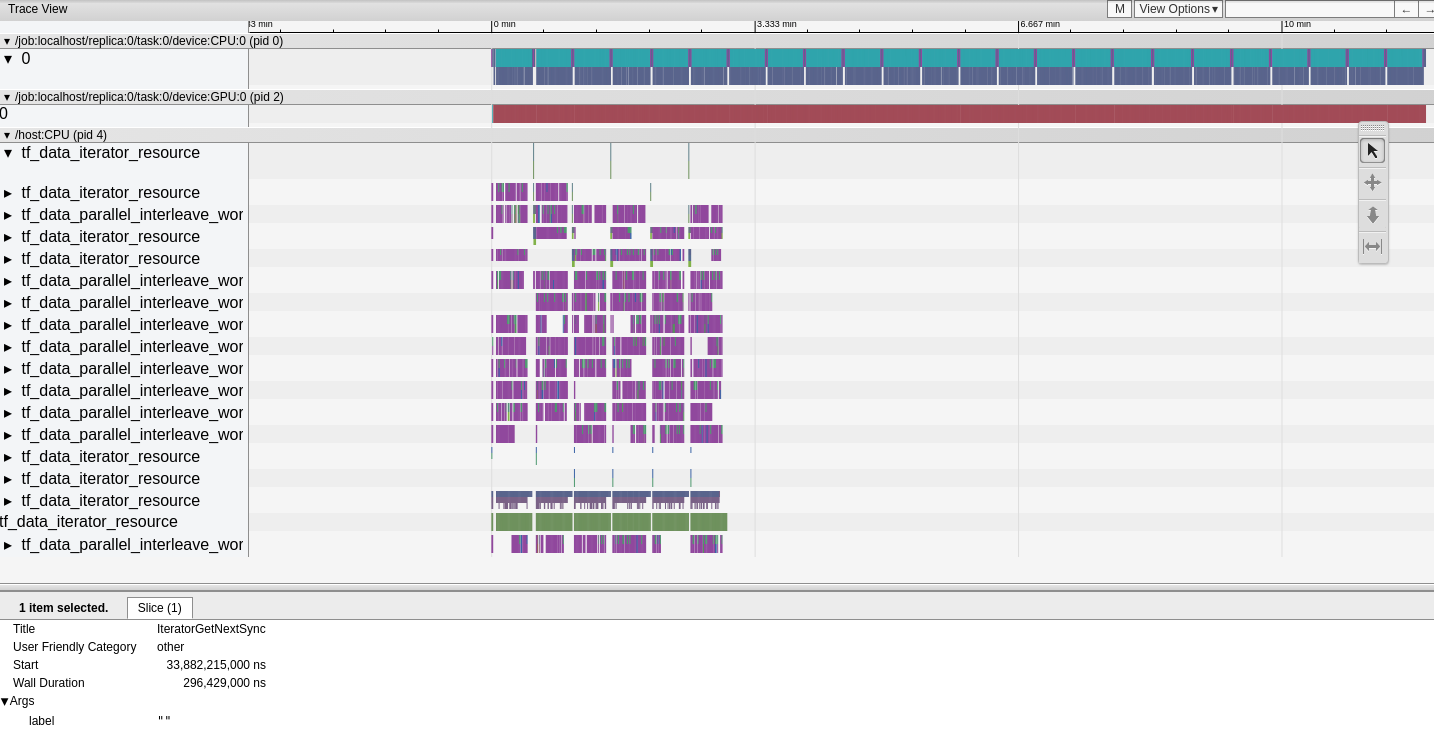 Trace View
M View Options▾ ← →
3 min 0 min 3.333 min 6.667 min 10 min
▾ /job:localhost/replica:0/task:0/device:CPU:0 (pid 0)
▾ 0
▾ /job:localhost/replica:0/task:0/device:GPU:0 (pid 2)
0
▾ /host:CPU (pid 4)
▾ tf_data_iterator_resource
▸ tf_data_iterator_resource
▸ tf_data_parallel_interleave_wor
▸ tf_data_iterator_resource
▸ tf_data_iterator_resource
▸ tf_data_parallel_interleave_wor
▸ tf_data_parallel_interleave_wor
▸ tf_data_parallel_interleave_wor
▸ tf_data_parallel_interleave_wor
▸ tf_data_parallel_interleave_wor
▸ tf_data_parallel_interleave_wor
▸ tf_data_parallel_interleave_wor
▸ tf_data_parallel_interleave_wor
▸ tf_data_iterator_resource
▸ tf_data_iterator_resource
▸ tf_data_iterator_resource
tf_data_iterator_resource
▸ tf_data_parallel_interleave_wor
1 item selected. Slice (1)
Title IteratorGetNextSync
User Friendly Category other
Start 33,882,215,000 ns
Wall Duration 296,429,000 ns
▾Args
label ""